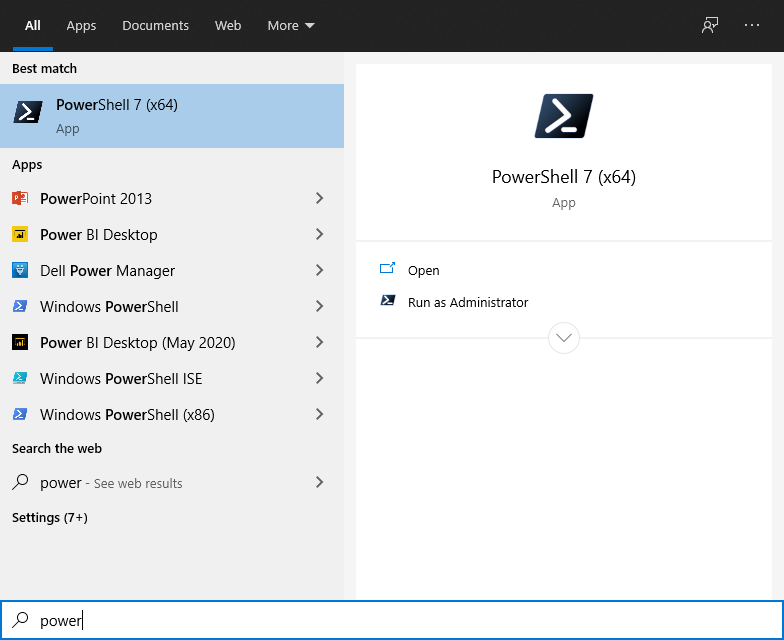 All Apps Documents Web More
Best match
PowerShell 7 (x64)
App
Apps
PowerPoint 2013
Power BI Desktop
Dell Power Manager
Windows PowerShell
Power BI Desktop (May 2020)
Windows PowerShell ISE
Windows PowerShell (x86)
Search the web
power - See web results
Settings (7+)
PowerShell 7 (x64)
App
Open
Run as Administrator
power